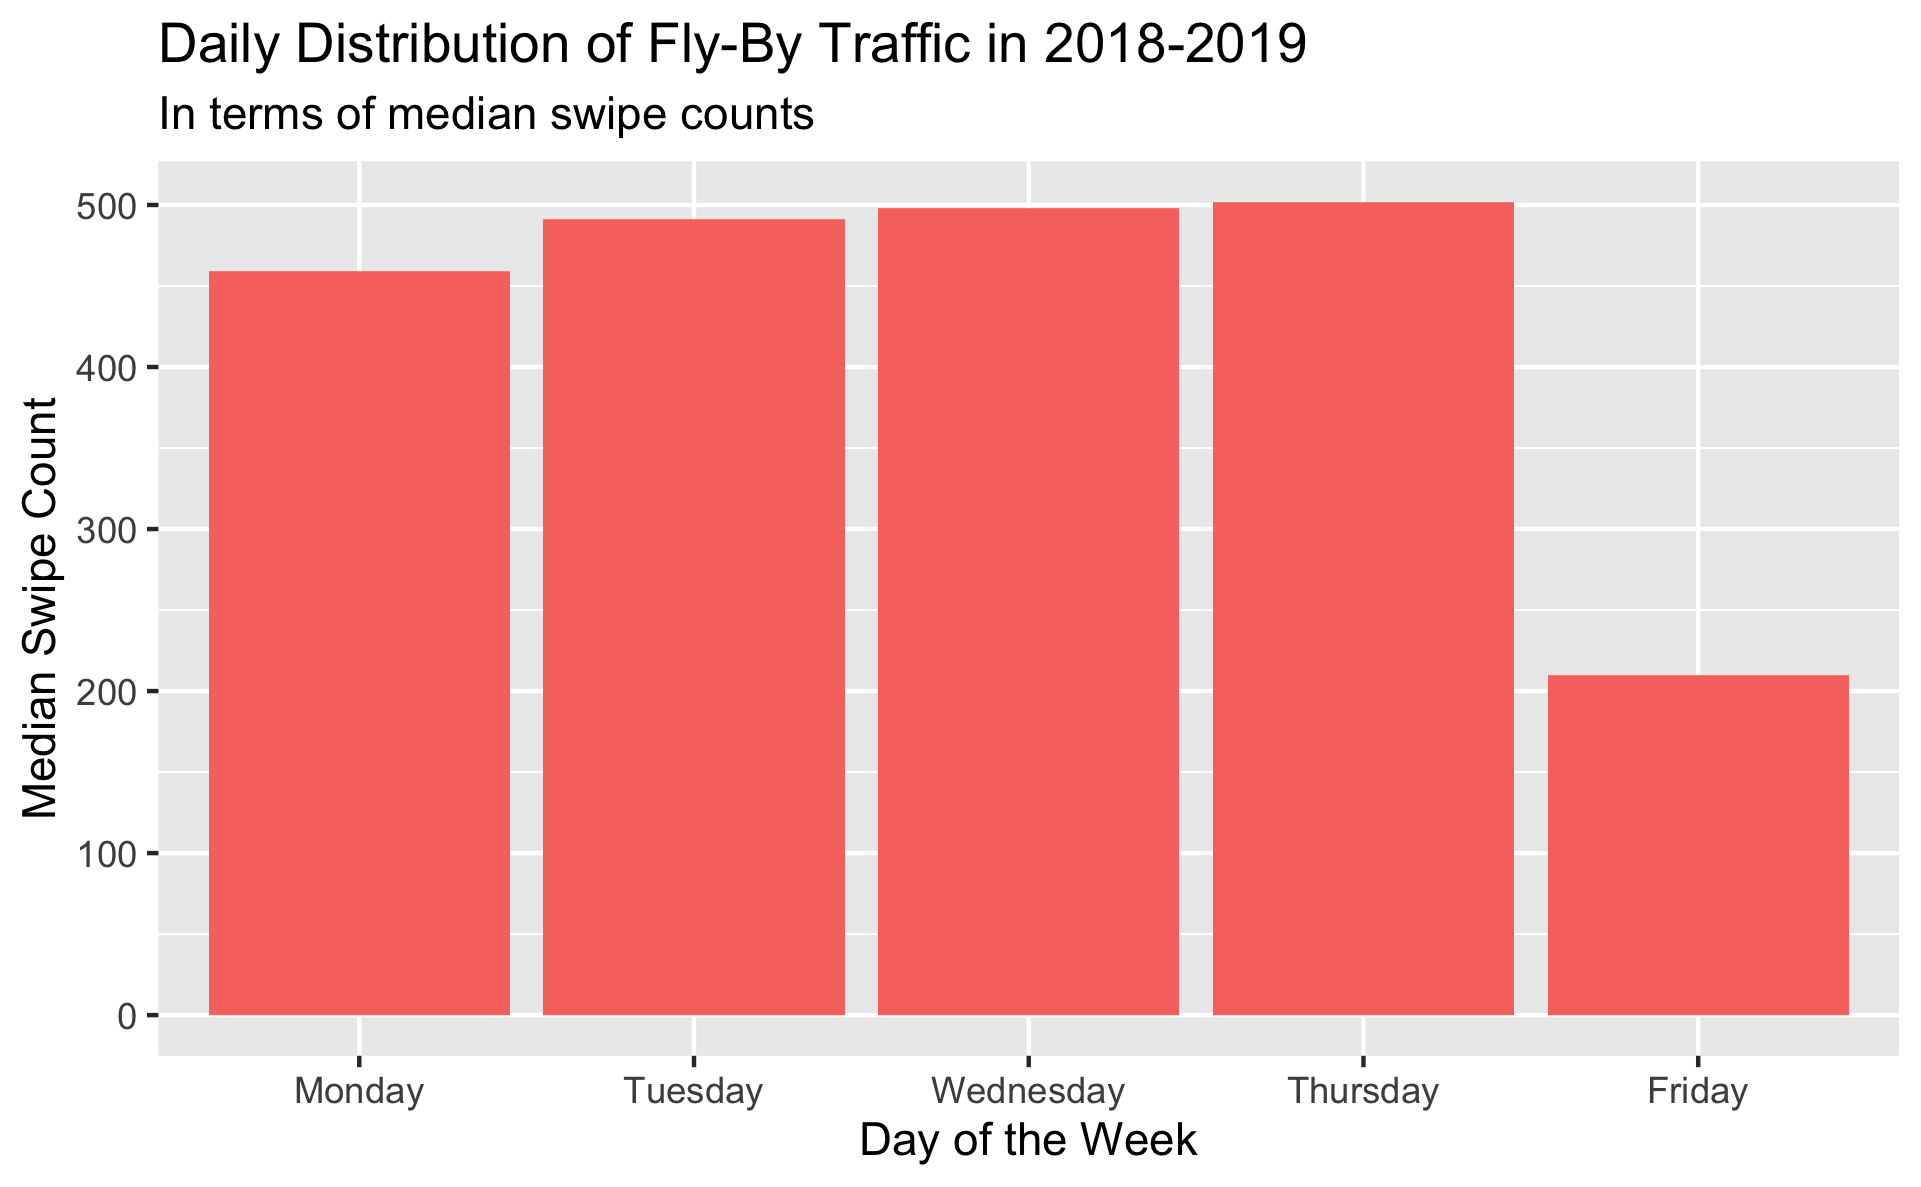 Daily Distribution of Fly-By Traffic in 2018-2019
In terms of median swipe counts
Median Swipe Count
500
400
300
200
100
0
Monday Tuesday Wednesday Thursday Friday
Day of the Week